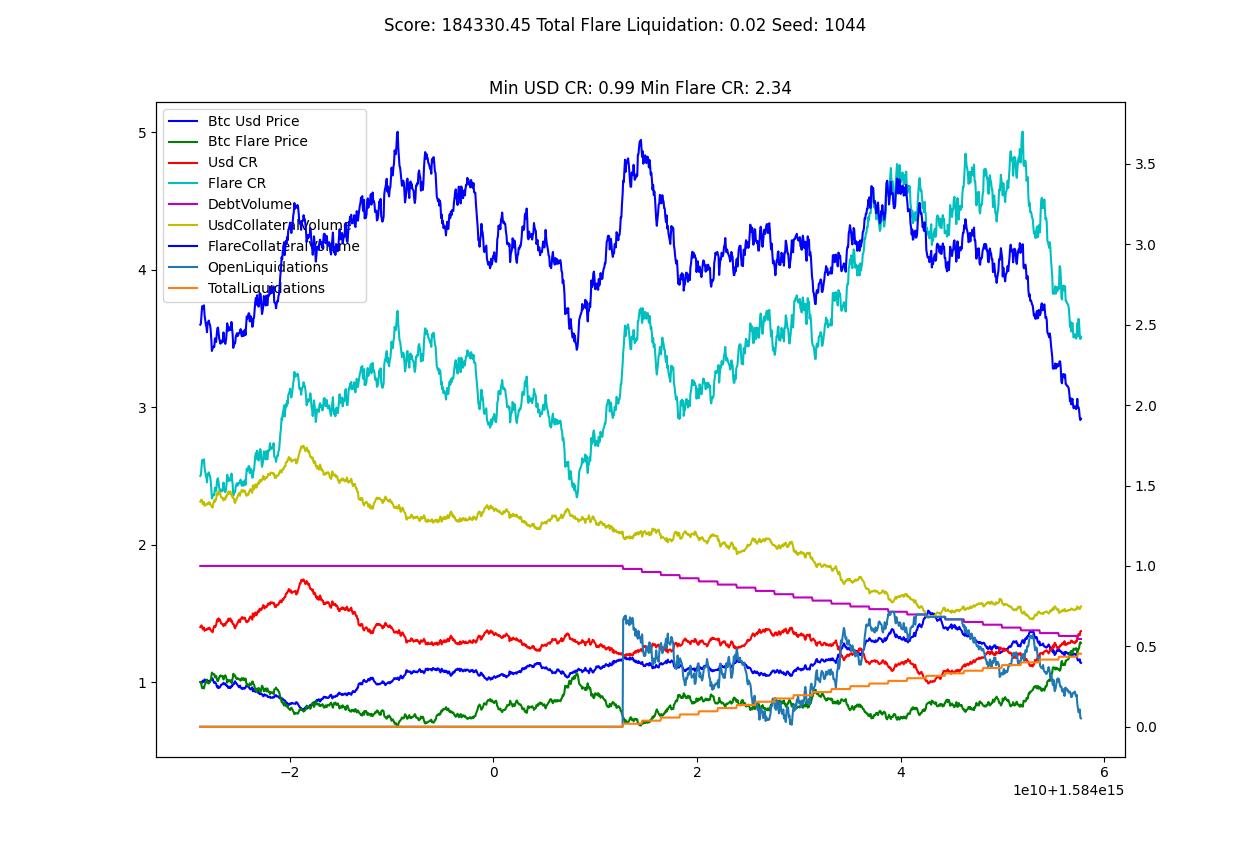 Score: 184330.45 Total Flare Liquidation: 0.02 Seed: 1044
Min USD CR: 0.99 Min Flare CR: 2.34
Btc Usd Price
Btc Flare Price
Usd CR
Flare CR
DebtVolume
UsdCollateralVolume
FlareCollateralVolume
OpenLiquidations
TotalLiquidations
5
4
3
2
1
3.5
3.0
2.5
2.0
1.5
1.0
0.5
0.0
−2
0
2
4
6
1e10+1.584e15